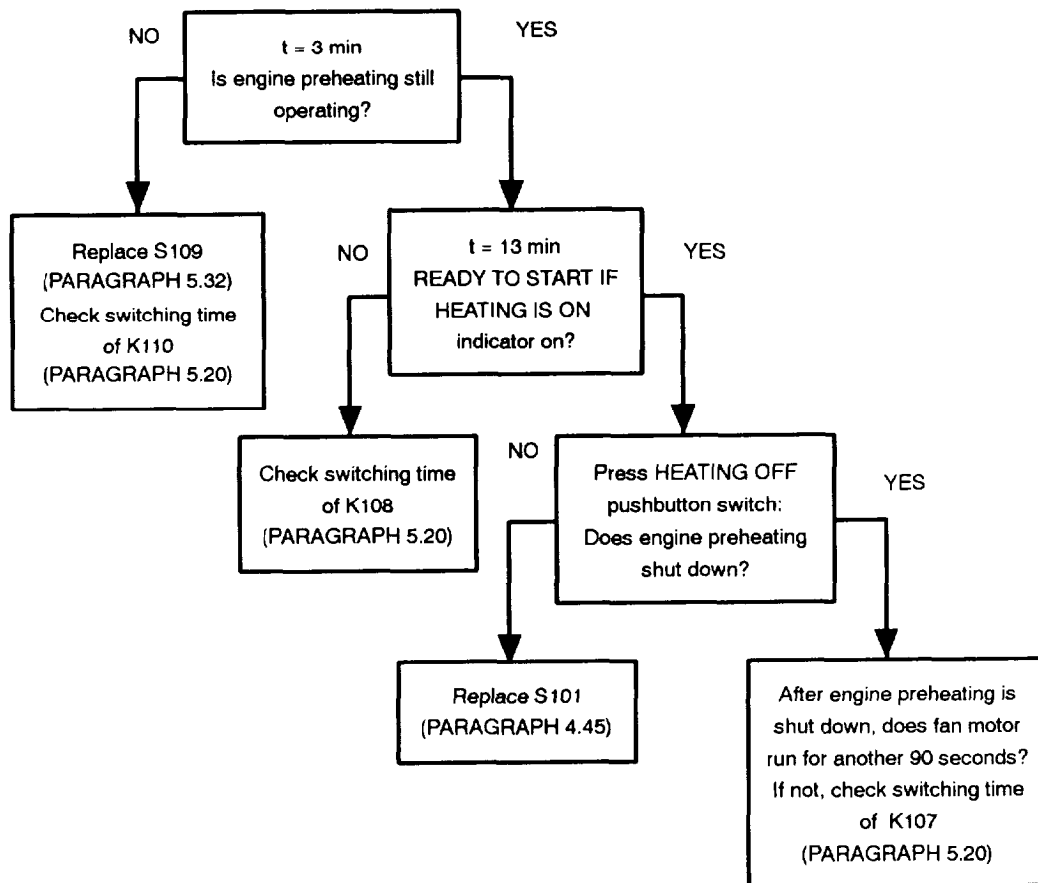 NO
YES
t = 3 min
Is engine preheating still
operating?
Replace S109
(PARAGRAPH 5.32)
Check switching time
of K110
(PARAGRAPH 5.20)
NO
YES
t = 13 min
READY TO START IF
HEATING IS ON
indicator on?
Check switching time
of K108
(PARAGRAPH 5.20)
NO
YES
Press HEATING OFF
pushbutton switch:
Does engine preheating
shut down?
Replace S101
(PARAGRAPH 4.45)
After engine preheating is
shut down, does fan motor
run for another 90 seconds?
If not, check switching time
of K107
(PARAGRAPH 5.20)